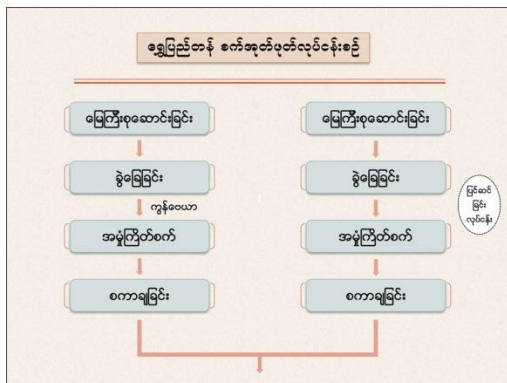 ရွှေပြည်တန် စက်အုတ်ဖုတ်လုပ်ငန်းစဉ်
မြေကြီးစုဆောင်းခြင်း
မြေကြီးစုဆောင်းခြင်း
ခွဲခြေခြင်း
ခွဲခြေခြင်း
ပြင်ဆင်
ခြင်း
လုပ်ငန်း
ကွန်ဗေယာ
အမှုံကြိတ်စက်
အမှုံကြိတ်စက်
စကာချခြင်း
စကာချခြင်း